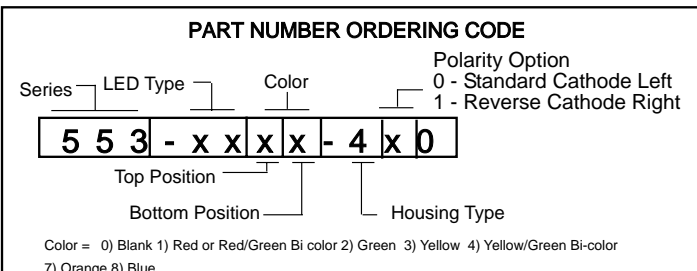 PART NUMBER ORDERING CODE
Polarity Option
0 - Standard Cathode Left
1 - Reverse Cathode Right
Series LED Type Color
5 5 3 - x x x x - 4 x 0
Top Position
Bottom Position Housing Type
Color = 0) Blank 1) Red or Red/Green Bi color 2) Green 3) Yellow 4) Yellow/Green Bi-color
7) Orange 8) Blue